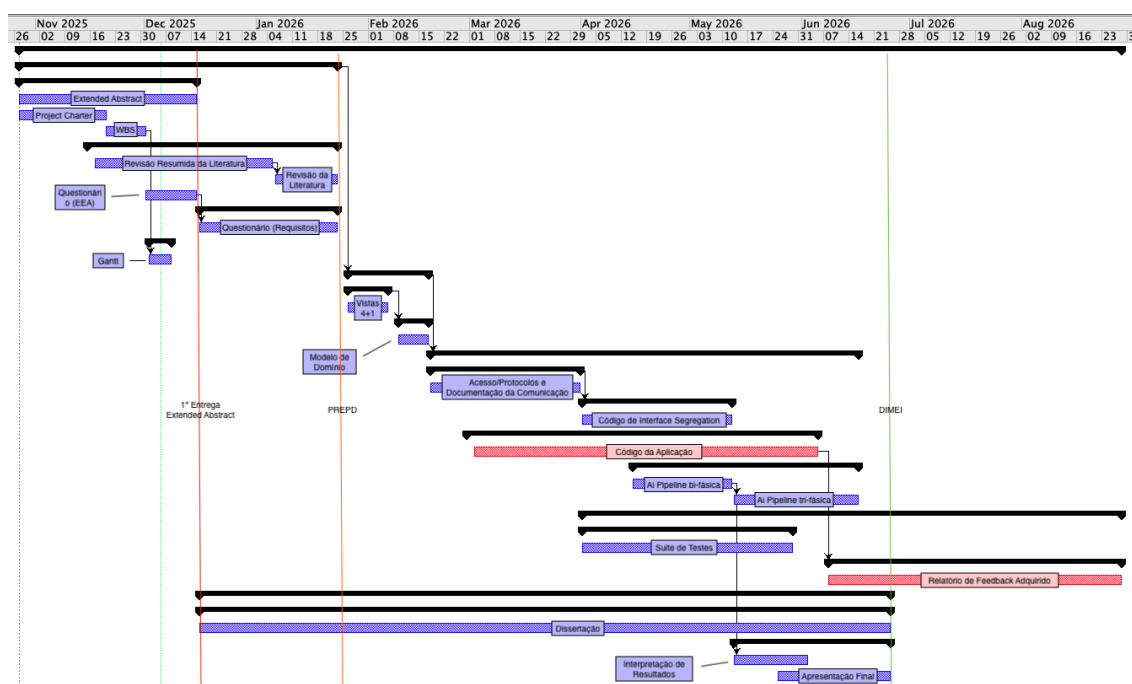 Nov 2025 Dec 2025 Jan 2026 Feb 2026 Mar 2026 Apr 2026 May 2026 Jun 2026 Jul 2026 Aug 2026
26 02 09 16 23 30 07 14 21 28 04 11 18 25 01 08 15 22 01 08 15 22 29 05 12 19 26 03 10 17 24 31 07 14 21 28 05 12 19 26 02 09 16 23
Extended Abstract
Project Charter
WBS
Revisão Resumida da Literatura
Revisão da
Literatura
Questionári
o (EEA)
Questionário (Requisitos)
Gantt
Vistas
4+1
Modelo de
Domínio
Acesso/Protocolos e
Documentação da Comunicação
1ª Entrega
Extended Abstract
PREPD
DIMEI
Código de Interface Segregation
Código da Aplicação
Ai Pipeline bi-fásica
Ai Pipeline tri-fásica
Suite de Testes
Relatório de Feedback Adquirido
Dissertação
Interpretação de
Resultados
Apresentação Final